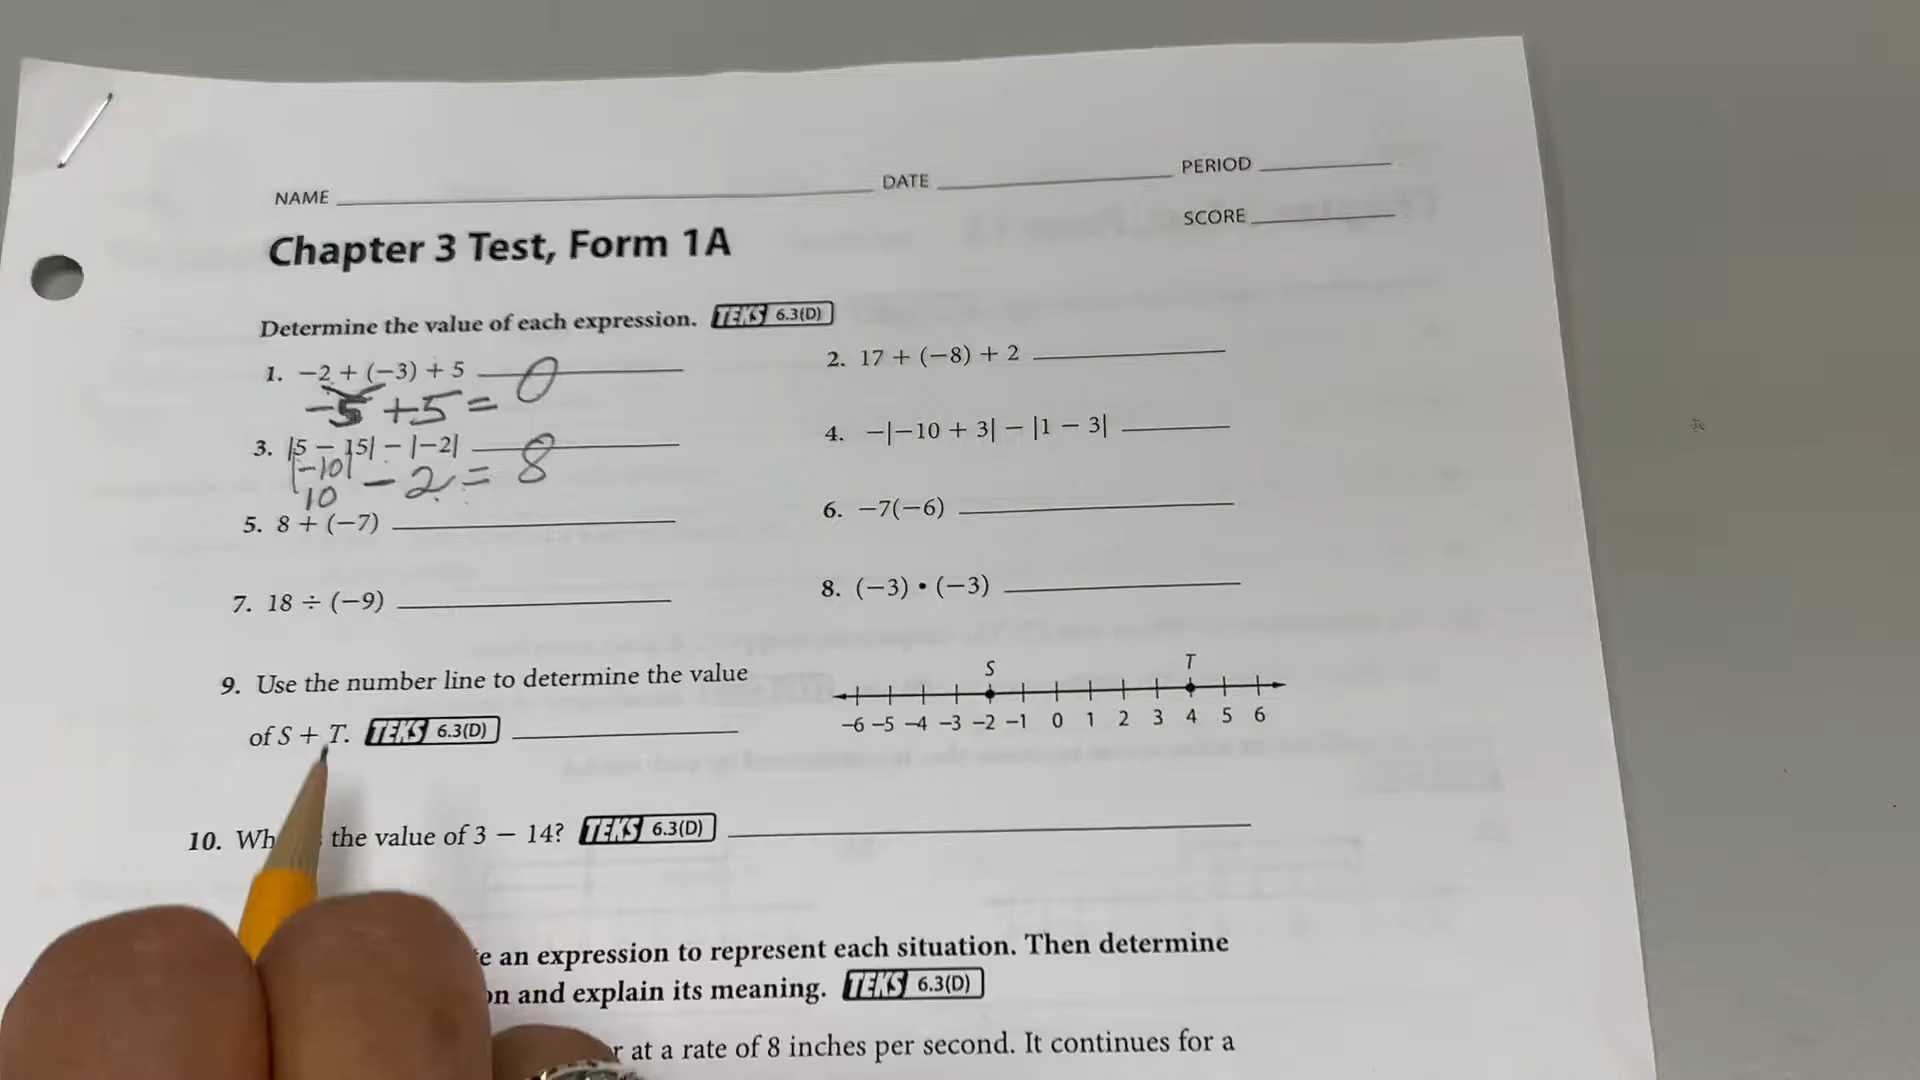 NAME DATE PERIOD
SCORE
Chapter 3 Test, Form 1A
Determine the value of each expression. TEKS 6.3(D)
1. −2 + (−3) + 5 0
−5 + 5 =
2. 17 + (−8) + 2
3. |5 − 15| − |−2| 8
|−10| − 2 =
10
4. −|−10 + 3| − |1 − 3|
5. 8 + (−7)
6. −7(−6)
7. 18 ÷ (−9)
8. (−3) • (−3)
9. Use the number line to determine the value
of S + T. TEKS 6.3(D)
S T
−6 −5 −4 −3 −2 −1 0 1 2 3 4 5 6
10. Wh the value of 3 − 14? TEKS 6.3(D)
an expression to represent each situation. Then determine
and explain its meaning. TEKS 6.3(D)
at a rate of 8 inches per second. It continues for a